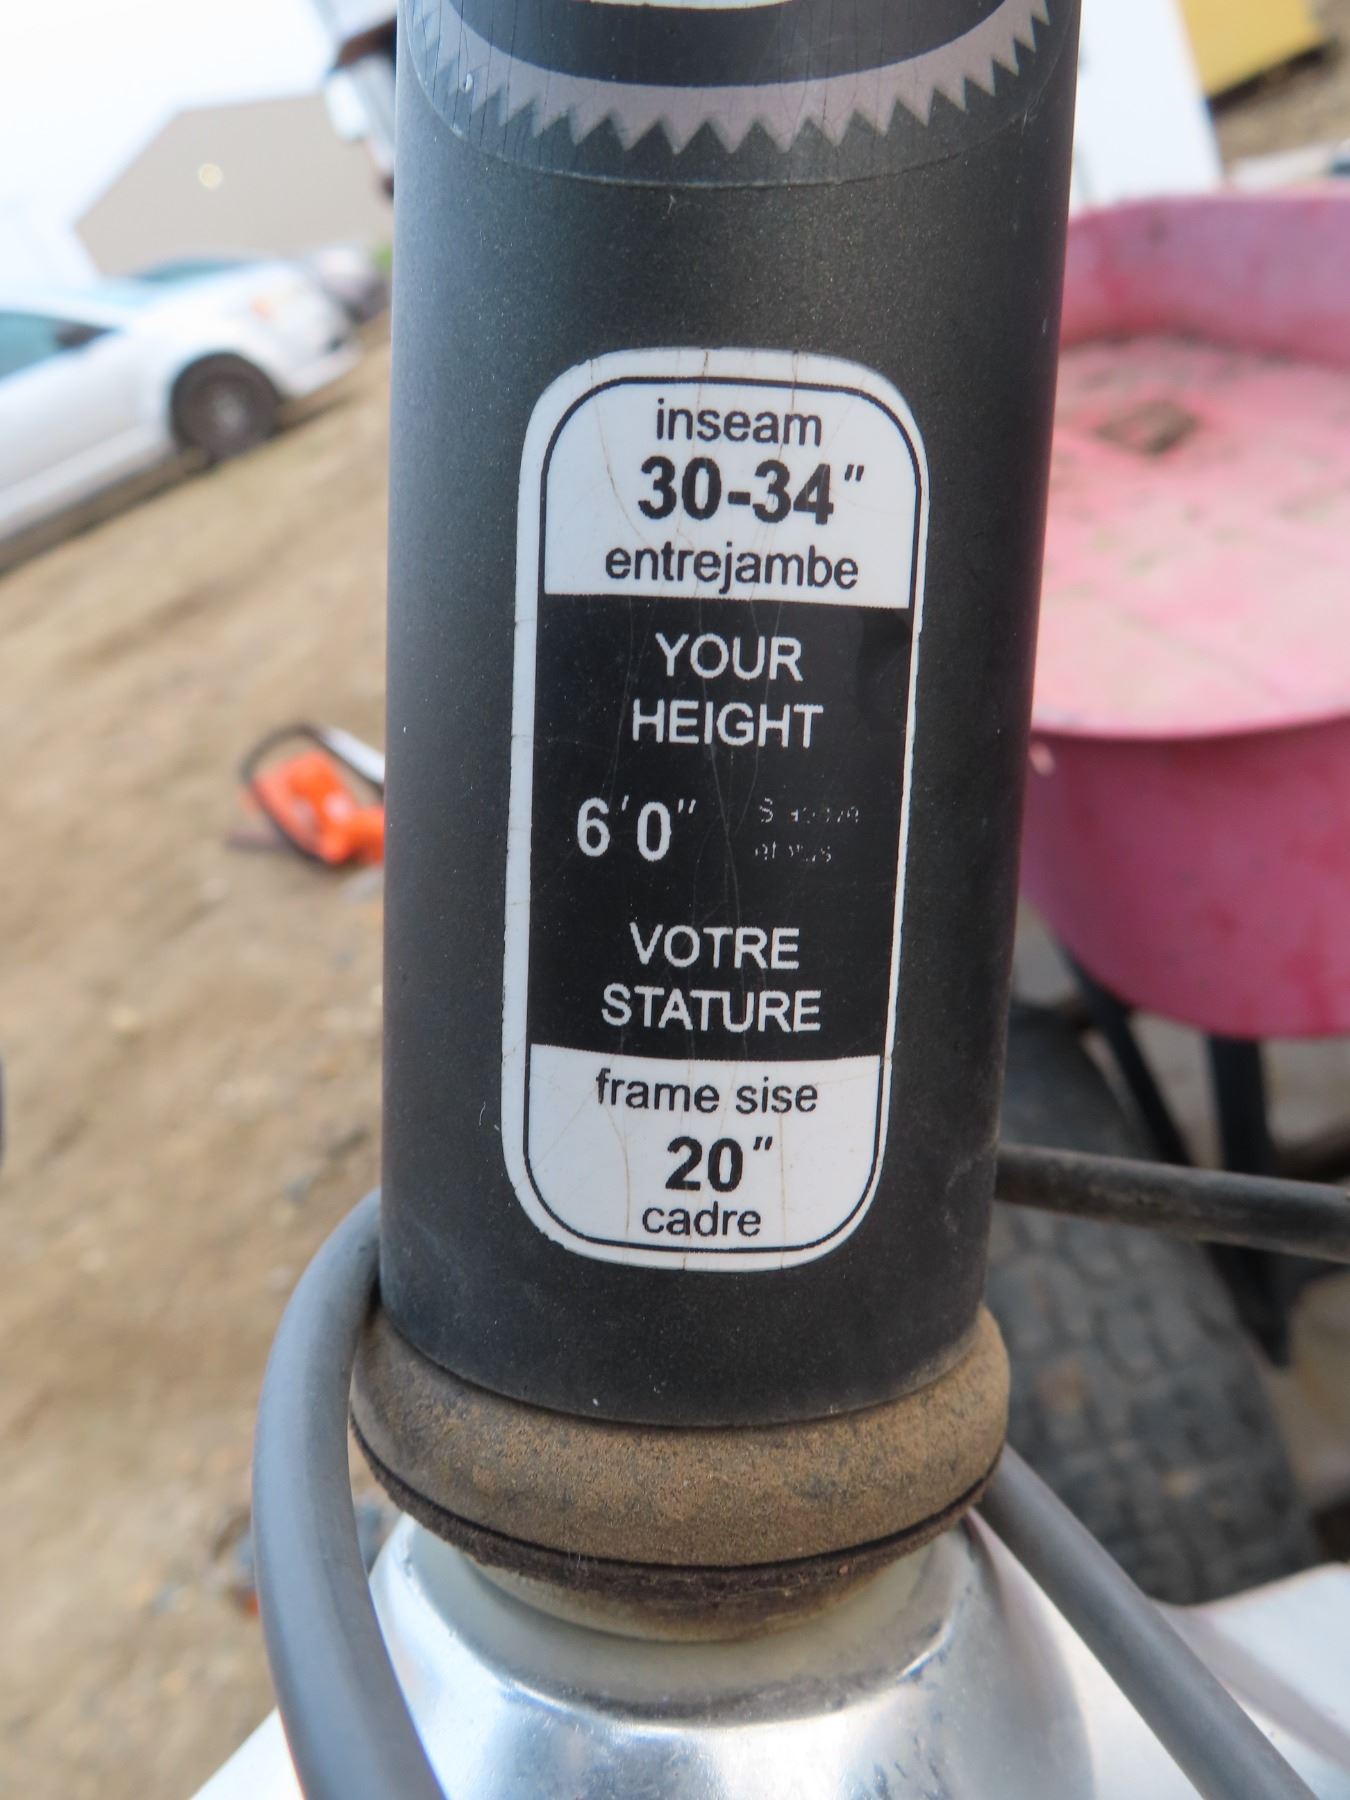 inseam
30-34"
entrejambe
YOUR
HEIGHT
6'0"
VOTRE
STATURE
frame sise
20"
cadre